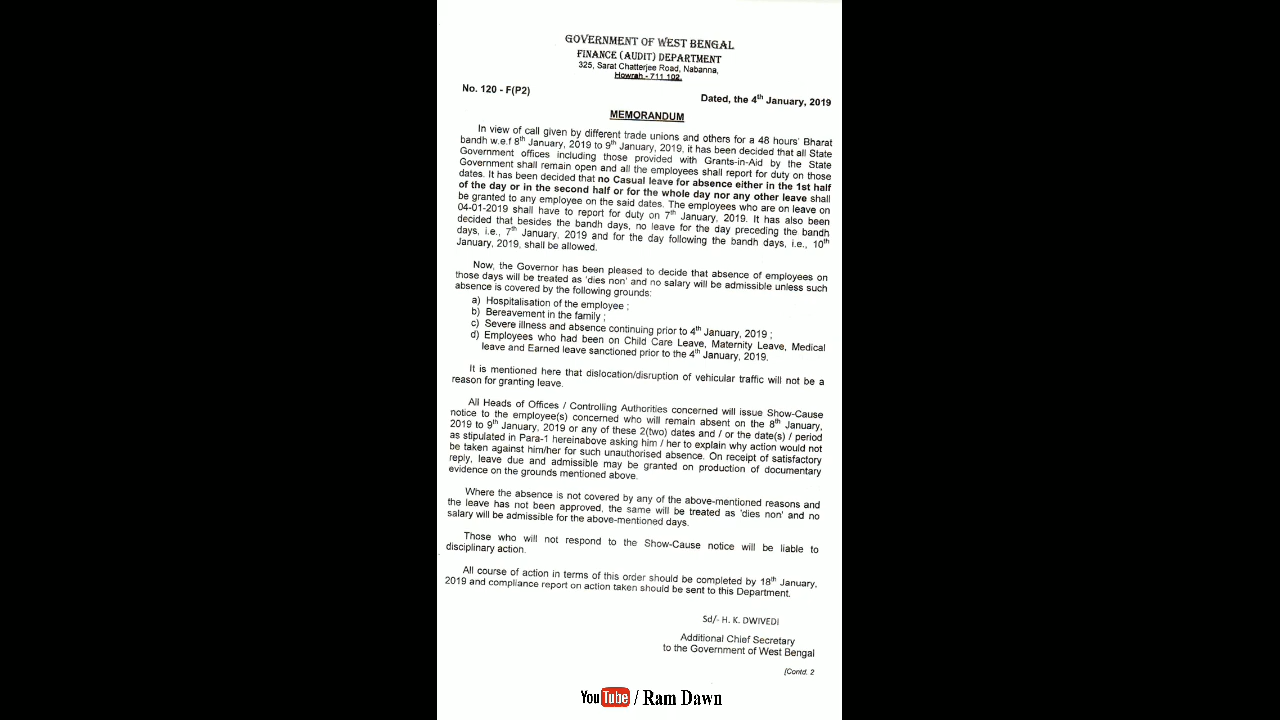 GOVERNMENT OF WEST BENGAL
FINANCE (AUDIT) DEPARTMENT
325, Sarat Chatterjee Road, Nabanna,
Howrah - 711 102.
No. 120 - F(P2)
Dated, the 4th January, 2019
MEMORANDUM
In view of call given by different trade unions and others for a 48 hours' Bharat
bandh w.e.f 8th January, 2019 to 9th January, 2019, it has been decided that all State
Government offices including those provided with Grants-in-Aid by the State
Government shall remain open and all the employees shall report for duty on those
dates. It has been decided that no Casual leave for absence either in the 1st half
of the day or in the second half or for the whole day nor any other leave shall
be granted to any employee on the said dates. The employees who are on leave on
04-01-2019 shall have to report for duty on 7th January, 2019. It has also been
decided that besides the bandh days, no leave for the day preceding the bandh
days, i.e., 7th January, 2019 and for the day following the bandh days, i.e., 10th
January, 2019, shall be allowed.
Now, the Governor has been pleased to decide that absence of employees on
those days will be treated as 'dies non' and no salary will be admissible unless such
absence is covered by the following grounds:
a) Hospitalisation of the employee ;
b) Bereavement in the family ;
c) Severe illness and absence continuing prior to 4th January, 2019 ;
d) Employees who had been on Child Care Leave, Maternity Leave, Medical
leave and Earned leave sanctioned prior to the 4th January, 2019.
It is mentioned here that dislocation/disruption of vehicular traffic will not be a
reason for granting leave.
All Heads of Offices / Controlling Authorities concerned will issue Show-Cause
notice to the employee(s) concerned who will remain absent on the 8th January,
2019 to 9th January, 2019 or any of these 2(two) dates and / or the date(s) / period
as stipulated in Para-1 hereinabove asking him / her to explain why action would not
be taken against him/her for such unauthorised absence. On receipt of satisfactory
reply, leave due and admissible may be granted on production of documentary
evidence on the grounds mentioned above.
Where the absence is not covered by any of the above-mentioned reasons and
the leave has not been approved, the same will be treated as 'dies non' and no
salary will be admissible for the above-mentioned days.
Those who will not respond to the Show-Cause notice will be liable to
disciplinary action.
All course of action in terms of this order should be completed by 18th January,
2019 and compliance report on action taken should be sent to this Department.
Sd/- H. K. DWIVEDI
Additional Chief Secretary
to the Government of West Bengal
[Contd. 2
YouTube / Ram Dawn